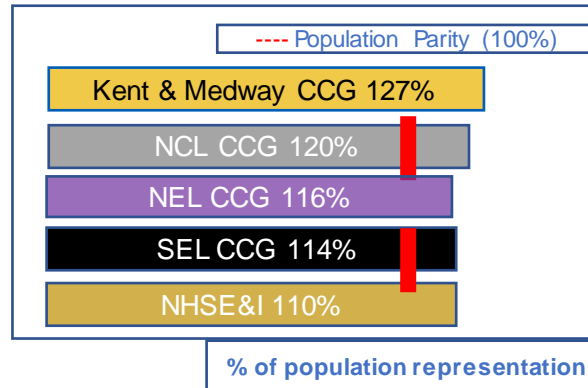 ---- Population Parity (100%)
Kent & Medway CCG 127%
NCL CCG 120%
NEL CCG 116%
SEL CCG 114%
NHSE&I 110%
% of population representation